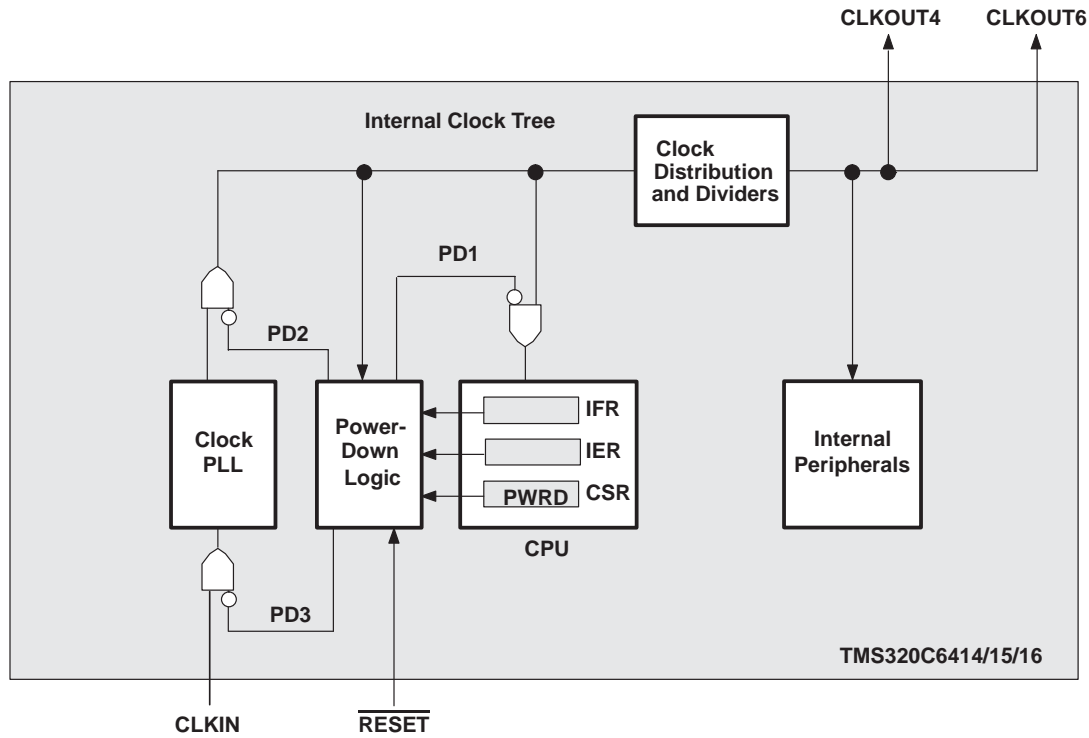 CLKOUT4
CLKOUT6
Internal Clock Tree
Clock
Distribution
and Dividers
PD1
PD2
Clock
PLL
Power-
Down
Logic
IFR
IER
PWRD
CSR
CPU
Internal
Peripherals
PD3
TMS320C6414/15/16
CLKIN
RESET